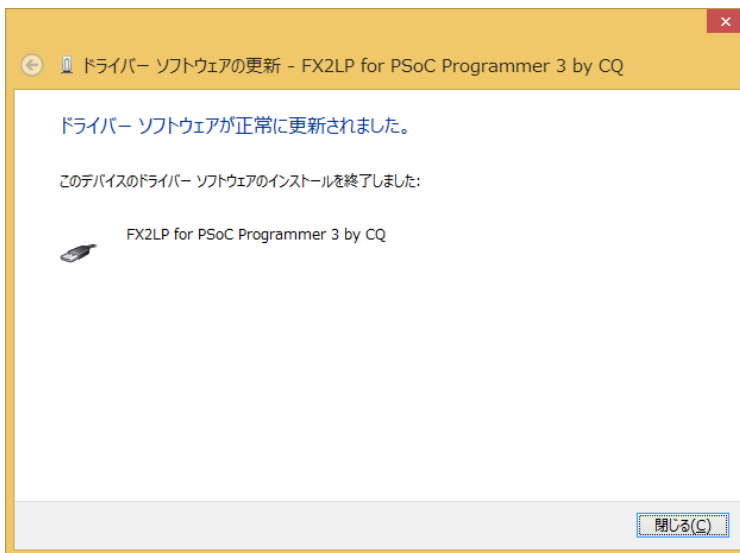 ドライバー ソフトウェアの更新 - FX2LP for PSoC Programmer 3 by CQ
ドライバー ソフトウェアが正常に更新されました。
このデバイスのドライバー ソフトウェアのインストールを終了しました:
FX2LP for PSoC Programmer 3 by CQ
閉じる(C)